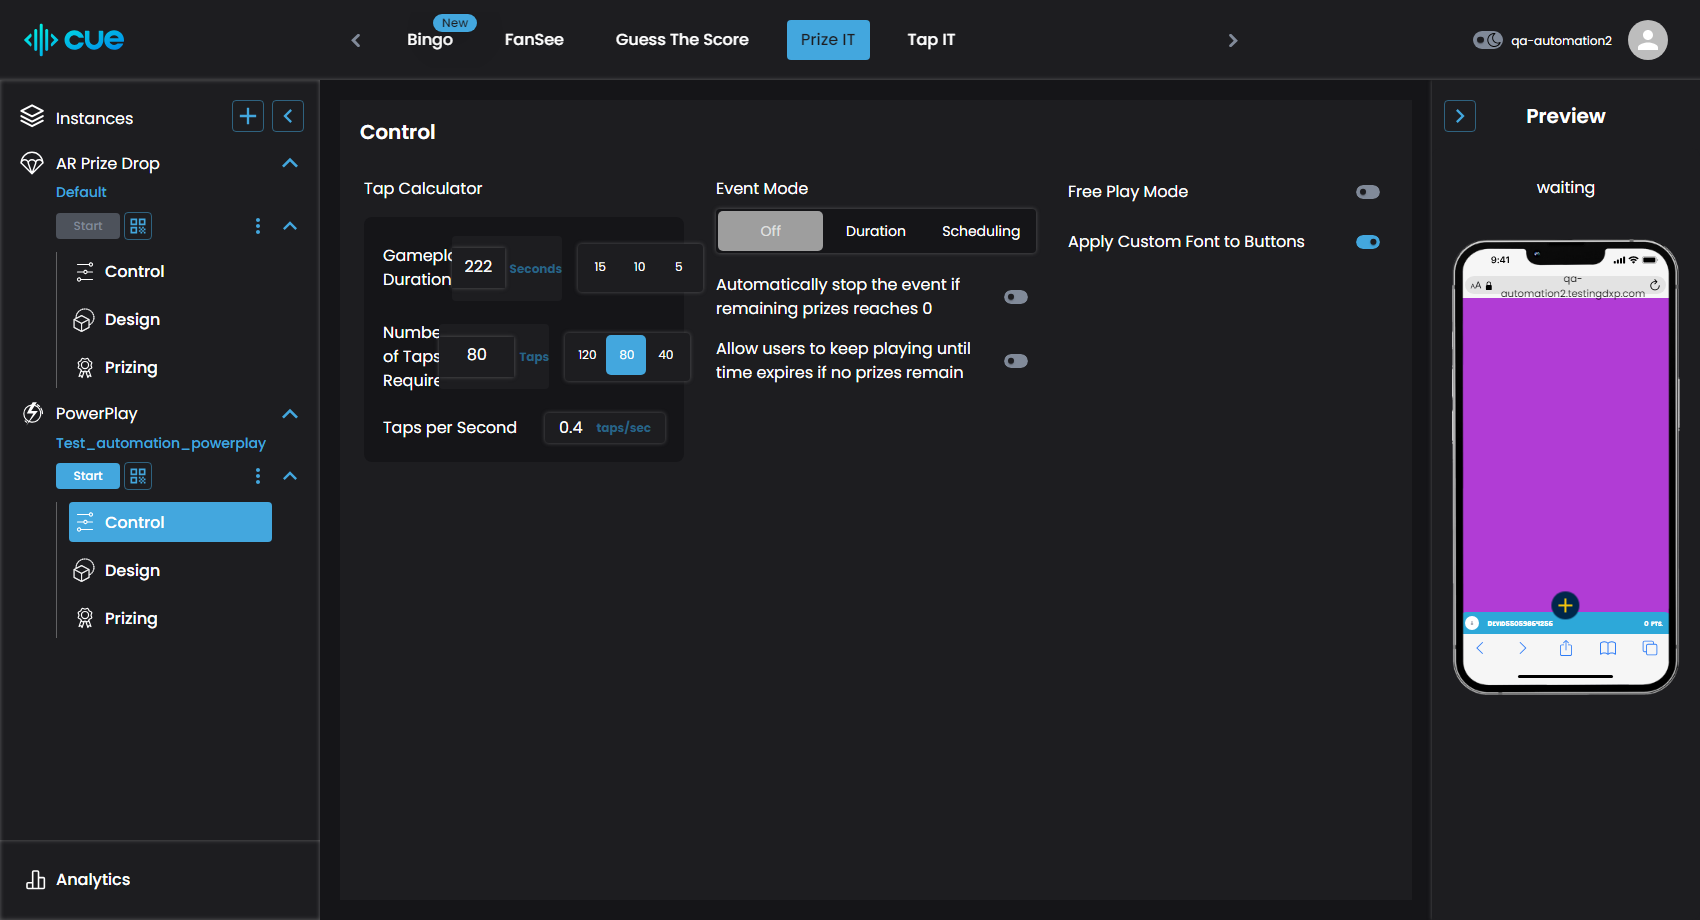 cue
Bingo
New
FanSee
Guess The Score
Prize IT
Tap IT
qa-automation2
Instances
AR Prize Drop
Default
Start
Control
Design
Prizing
PowerPlay
Test_automation_powerplay
Start
Control
Design
Prizing
Analytics
Control
Tap Calculator
Gamepl
Duration
222
Seconds
15
10
5
Numbe
of Taps
Require
80
Taps
120
80
40
Taps per Second
0.4
taps/sec
Event Mode
Off
Duration
Scheduling
Automatically stop the event if
remaining prizes reaches 0
Allow users to keep playing until
time expires if no prizes remain
Free Play Mode
Apply Custom Font to Buttons
Preview
waiting
9:41
AA
qa-
automation2.testingdxp.com
0 PTS.